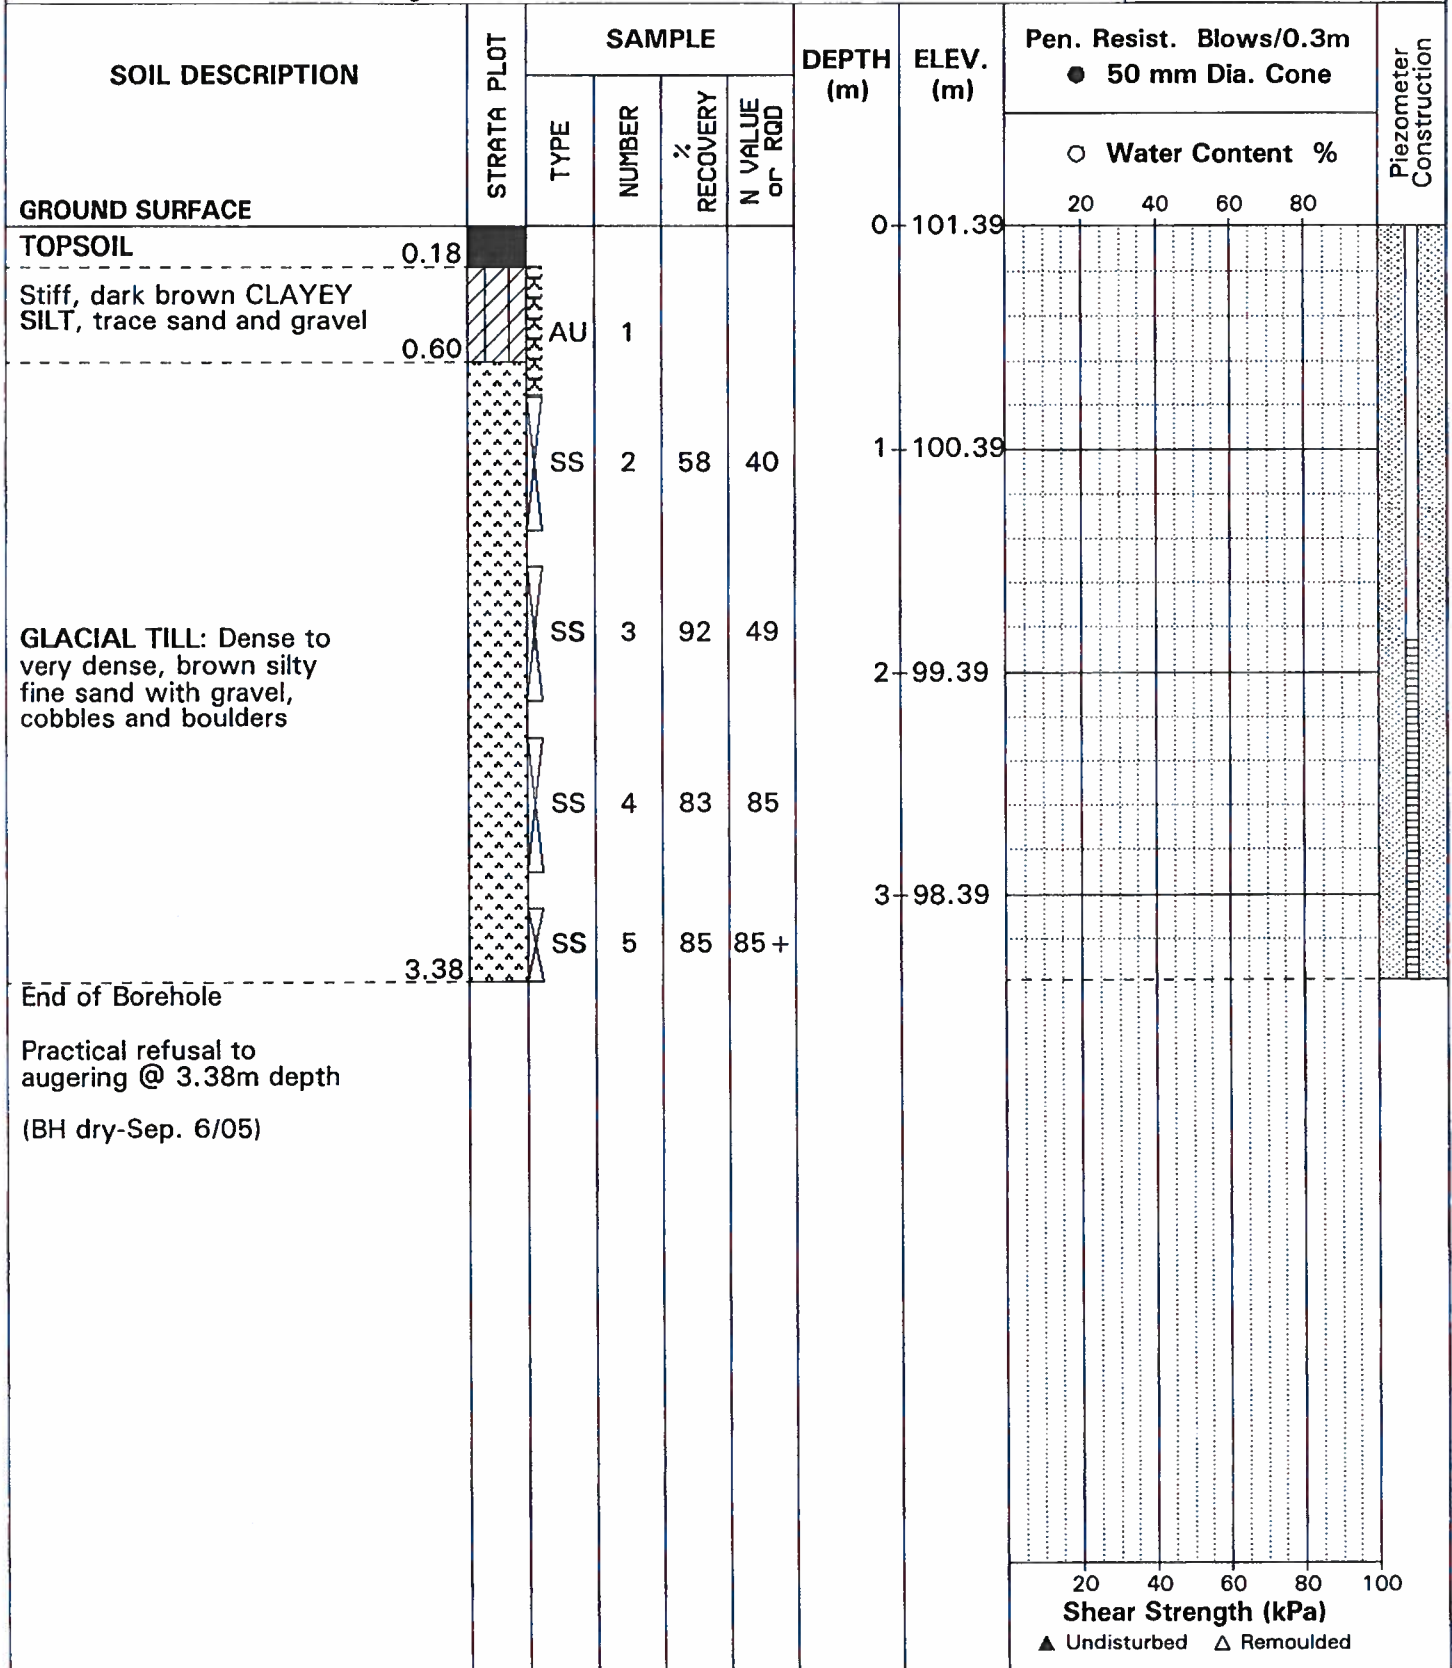 SOIL DESCRIPTION
GROUND SURFACE
STRATA PLOT
SAMPLE
TYPE
NUMBER
% RECOVERY
N VALUE or RQD
DEPTH (m)
ELEV. (m)
Pen. Resist. Blows/0.3m
● 50 mm Dia. Cone
○ Water Content %
20 40 60 80
Piezometer Construction
0 101.39
TOPSOIL
0.18
Stiff, dark brown CLAYEY
SILT, trace sand and gravel
0.60
AU 1
SS 2 58 40
1 100.39
SS 3 92 49
GLACIAL TILL: Dense to
very dense, brown silty
fine sand with gravel,
cobbles and boulders
2 99.39
SS 4 83 85
3 98.39
SS 5 85 85+
3.38
End of Borehole
Practical refusal to
augering @ 3.38m depth
(BH dry-Sep. 6/05)
20 40 60 80 100
Shear Strength (kPa)
▲ Undisturbed △ Remoulded